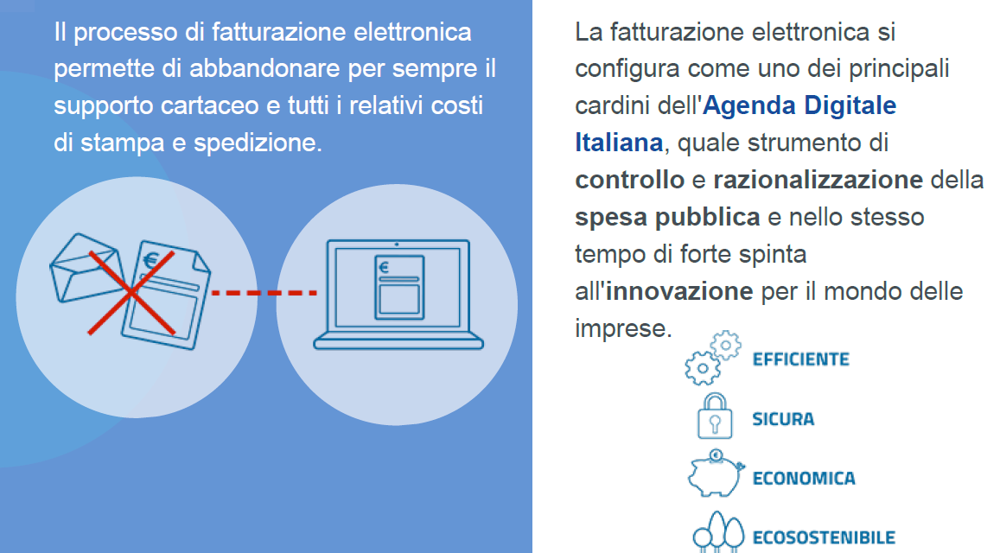 Il processo di fatturazione elettronica
permette di abbandonare per sempre il
supporto cartaceo e tutti i relativi costi
di stampa e spedizione.
€
€
La fatturazione elettronica si
configura come uno dei principali
cardini dell'Agenda Digitale
Italiana, quale strumento di
controllo e razionalizzazione della
spesa pubblica e nello stesso
tempo di forte spinta
all'innovazione per il mondo delle
imprese.
EFFICIENTE
SICURA
€
ECONOMICA
ECOSOSTENIBILE